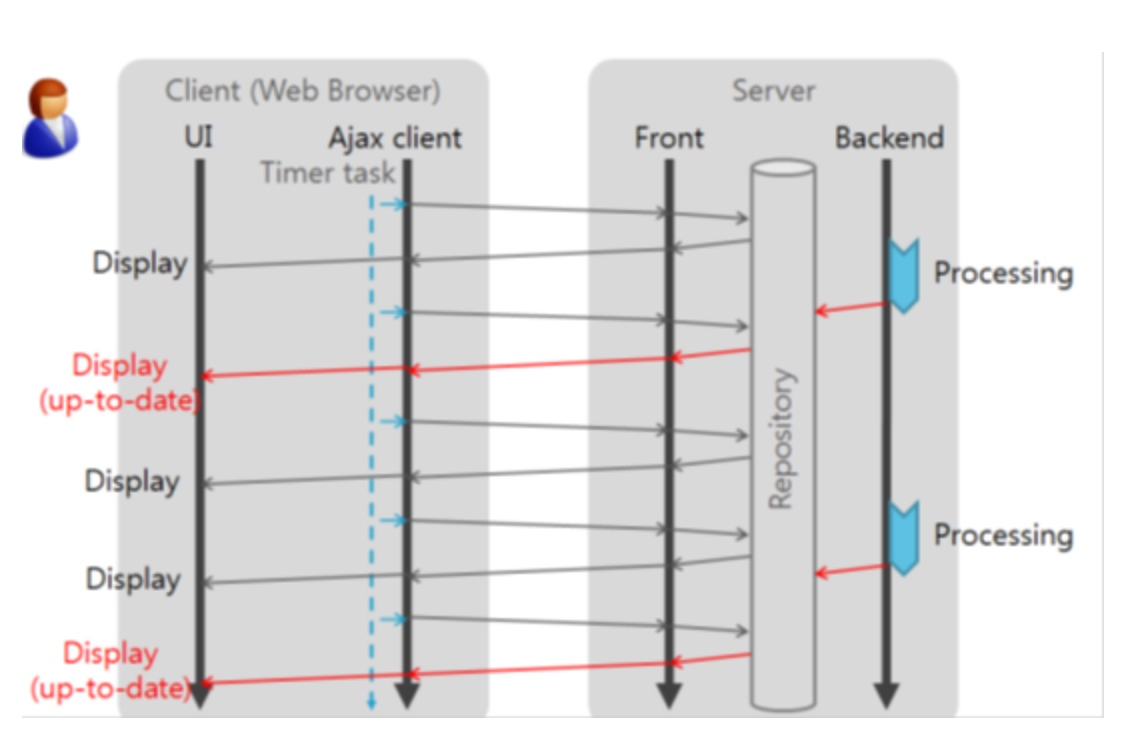 Client (Web Browser)
Server
UI
Ajax client
Front
Backend
Timer task
Display
Processing
Display
(up-to-date)
Repository
Display
Processing
Display
Display
(up-to-date)